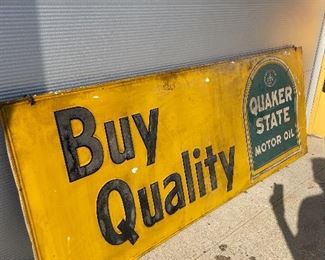 Buy
Quality
QUAKER
STATE
MOTOR OIL